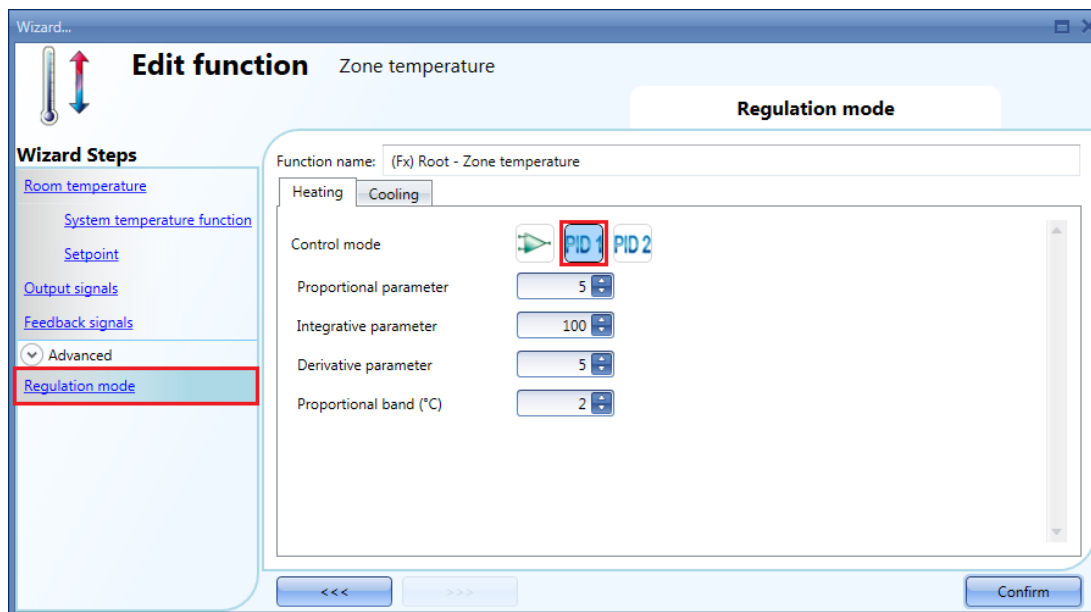 Wizard...
Edit function Zone temperature
Regulation mode
Wizard Steps
Room temperature
System temperature function
Setpoint
Output signals
Feedback signals
Advanced
Regulation mode
Function name: (Fx) Root - Zone temperature
Heating Cooling
Control mode PID 1 PID 2
Proportional parameter 5
Integrative parameter 100
Derivative parameter 5
Proportional band (°C) 2
<<< >>> Confirm